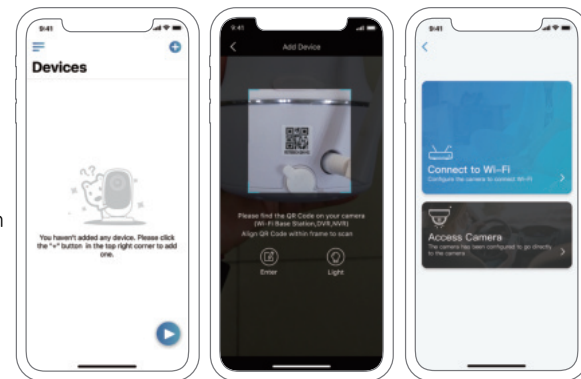 9:41
Devices
You haven't added any device. Please click
the "+" button in the top right corner to add
one.
9:41
Add Device
Please find the QR Code on your camera
(Wi-Fi Base Station,DVR,NVR)
Align QR Code within frame to scan
Enter
Light
9:41
Connect to Wi-Fi
Configure the camera to connect Wi-Fi
Access Camera
The camera has been configured to go directly
to the camera